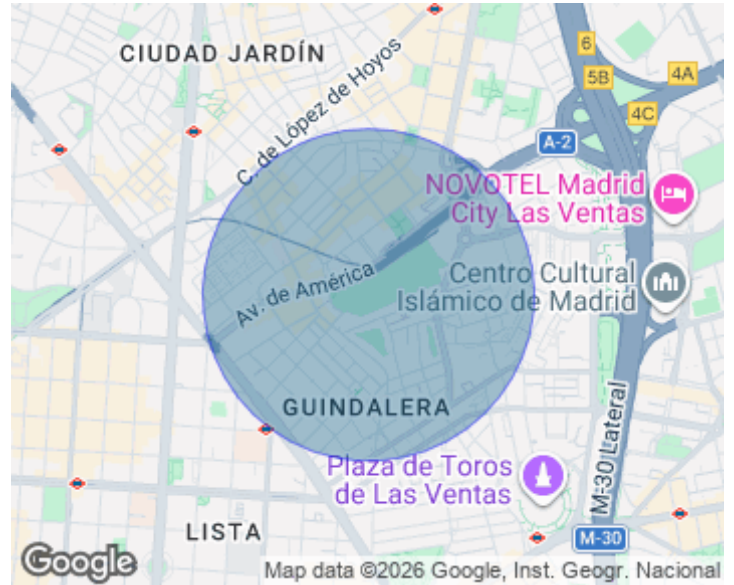 CIUDAD JARDÍN
C. de López de Hoyos
6
5B
4A
4C
A-2
NOVOTEL Madrid
City Las Ventas
Av. de América
Centro Cultural
Islámico de Madrid
GUINDALERA
M-30 Lateral
Plaza de Toros
de Las Ventas
LISTA
M-30
Google
Map data ©2026 Google, Inst. Geogr. Nacional